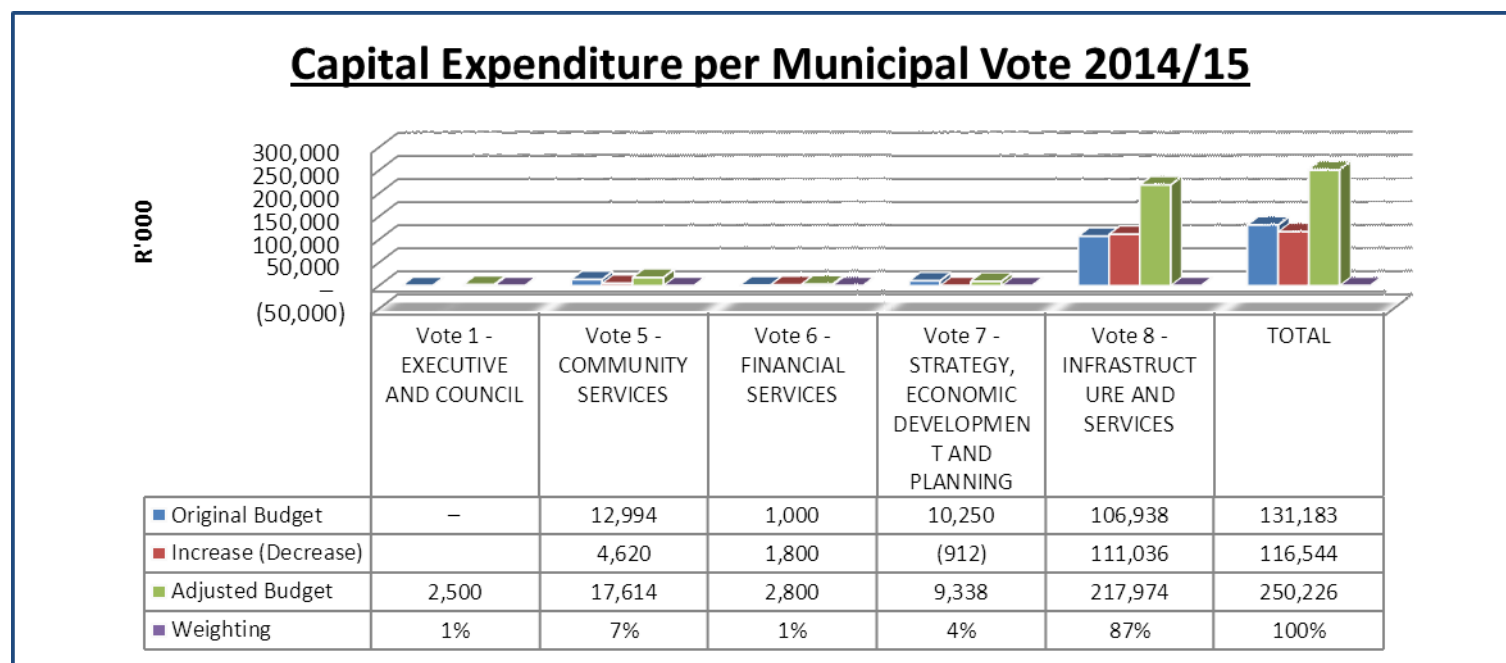 Capital Expenditure per Municipal Vote 2014/15
R'000
300,000
250,000
200,000
150,000
100,000
50,000
–
(50,000)
Vote 1 -
EXECUTIVE
AND COUNCIL
Vote 5 -
COMMUNITY
SERVICES
Vote 6 -
FINANCIAL
SERVICES
Vote 7 -
STRATEGY,
ECONOMIC
DEVELOPMEN
T AND
PLANNING
Vote 8 -
INFRASTRUCT
URE AND
SERVICES
TOTAL
Original Budget – 12,994 1,000 10,250 106,938 131,183
Increase (Decrease) 4,620 1,800 (912) 111,036 116,544
Adjusted Budget 2,500 17,614 2,800 9,338 217,974 250,226
Weighting 1% 7% 1% 4% 87% 100%